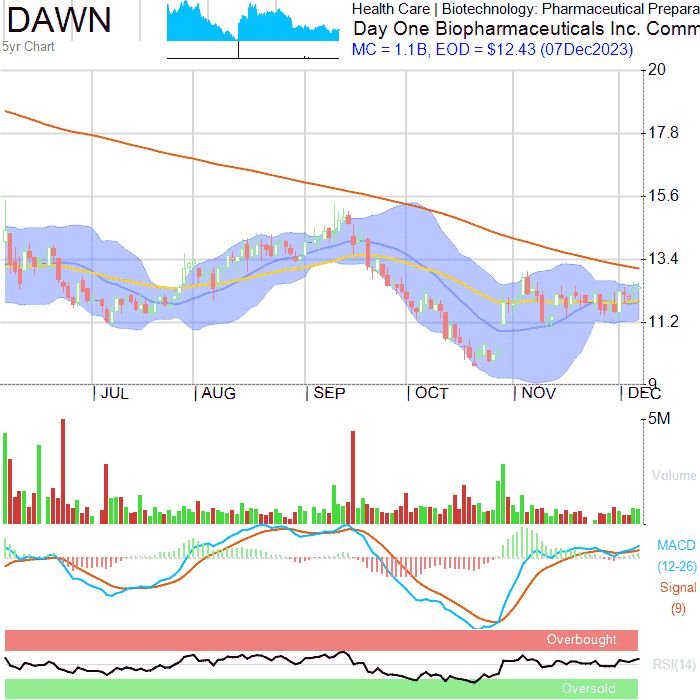 DAWN
5yr Chart
Health Care | Biotechnology: Pharmaceutical Prepara
Day One Biopharmaceuticals Inc. Comm
MC = 1.1B, EOD = $12.43 (07Dec2023)
20
17.8
15.6
13.4
11.2
9
JUL AUG SEP OCT NOV DEC
5M
Volume
MACD
(12-26)
Signal
(9)
Overbought
RSI(14)
Oversold